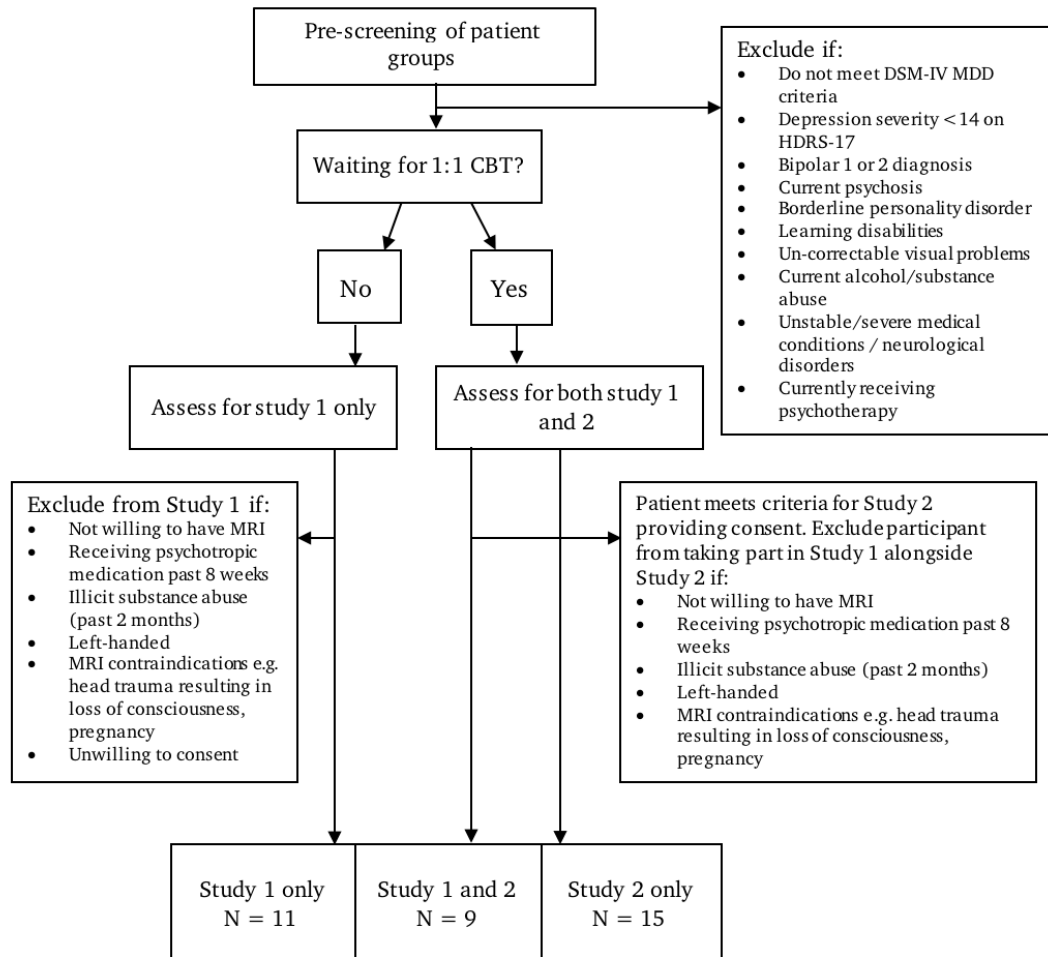 Pre-screening of patient
groups
Exclude if:
• Do not meet DSM-IV MDD
criteria
• Depression severity <14 on
HDRS-17
• Bipolar 1 or 2 diagnosis
• Current psychosis
• Borderline personality disorder
• Learning disabilities
• Un-correctable visual problems
• Current alcohol/substance
abuse
• Unstable/severe medical
conditions / neurological
disorders
• Currently receiving
psychotherapy
Waiting for 1:1 CBT?
No
Yes
Assess for study 1 only
Assess for both study 1
and 2
Exclude from Study 1 if:
• Not willing to have MRI
• Receiving psychotropic
medication past 8 weeks
• Illicit substance abuse
(past 2 months)
• Left-handed
• MRI contraindications e.g.
head trauma resulting in
loss of consciousness,
pregnancy
• Unwilling to consent
Patient meets criteria for Study 2
providing consent. Exclude participant
from taking part in Study 1 alongside
Study 2 if:
• Not willing to have MRI
• Receiving psychotropic medication past 8
weeks
• Illicit substance abuse (past 2 months)
• Left-handed
• MRI contraindications e.g. head trauma
resulting in loss of consciousness,
pregnancy
Study 1 only
N = 11
Study 1 and 2
N = 9
Study 2 only
N = 15